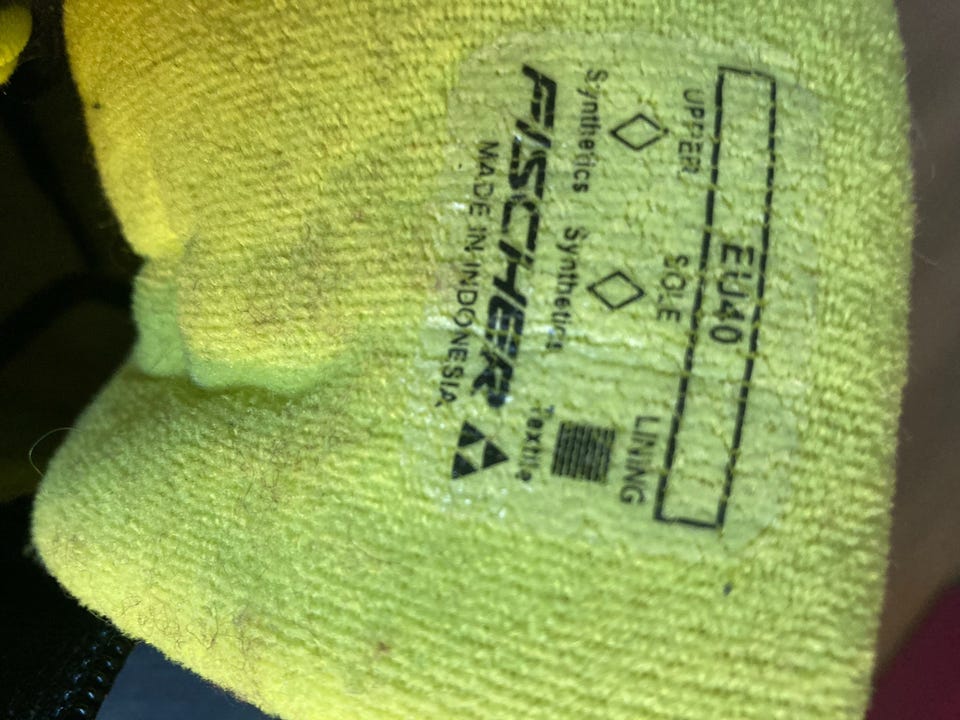 EU40
UPPER SOLE LINING
Synthetics Synthetics Textile
FISCHER
MADE IN INDONESIA